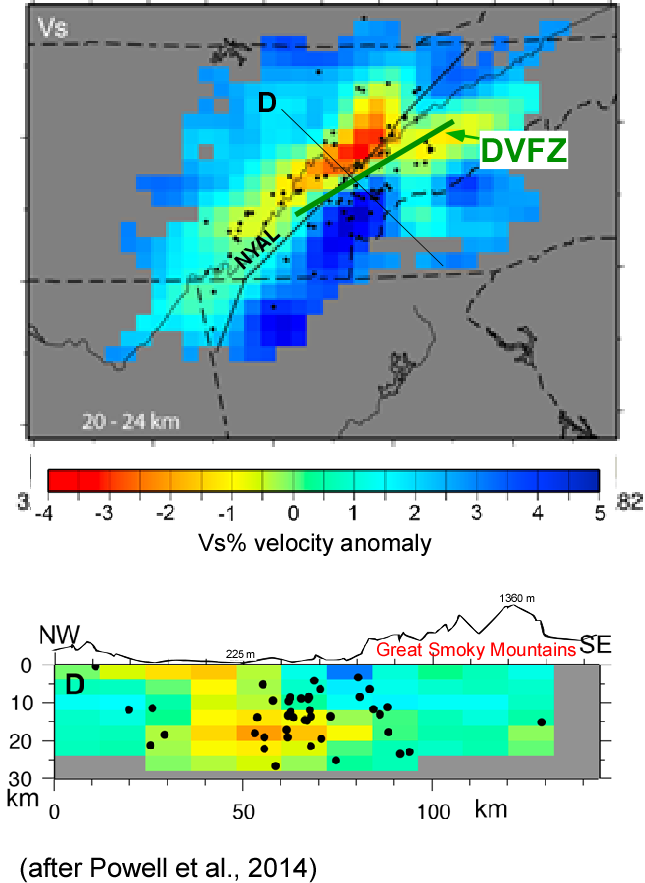 Vs
D
DVFZ
NYAL
20 - 24 km
3 .82
-4 -3 -2 -1 0 1 2 3 4 5
Vs% velocity anomaly
1360 m
NW 225 m Great Smoky Mountains SE
D
0
10
20
30
km
0 50 100 km
(after Powell et al., 2014)